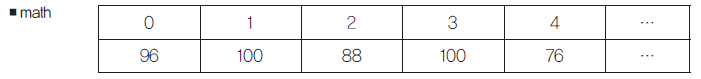 ■ math
0 1 2 3 4 …
96 100 88 100 76 …